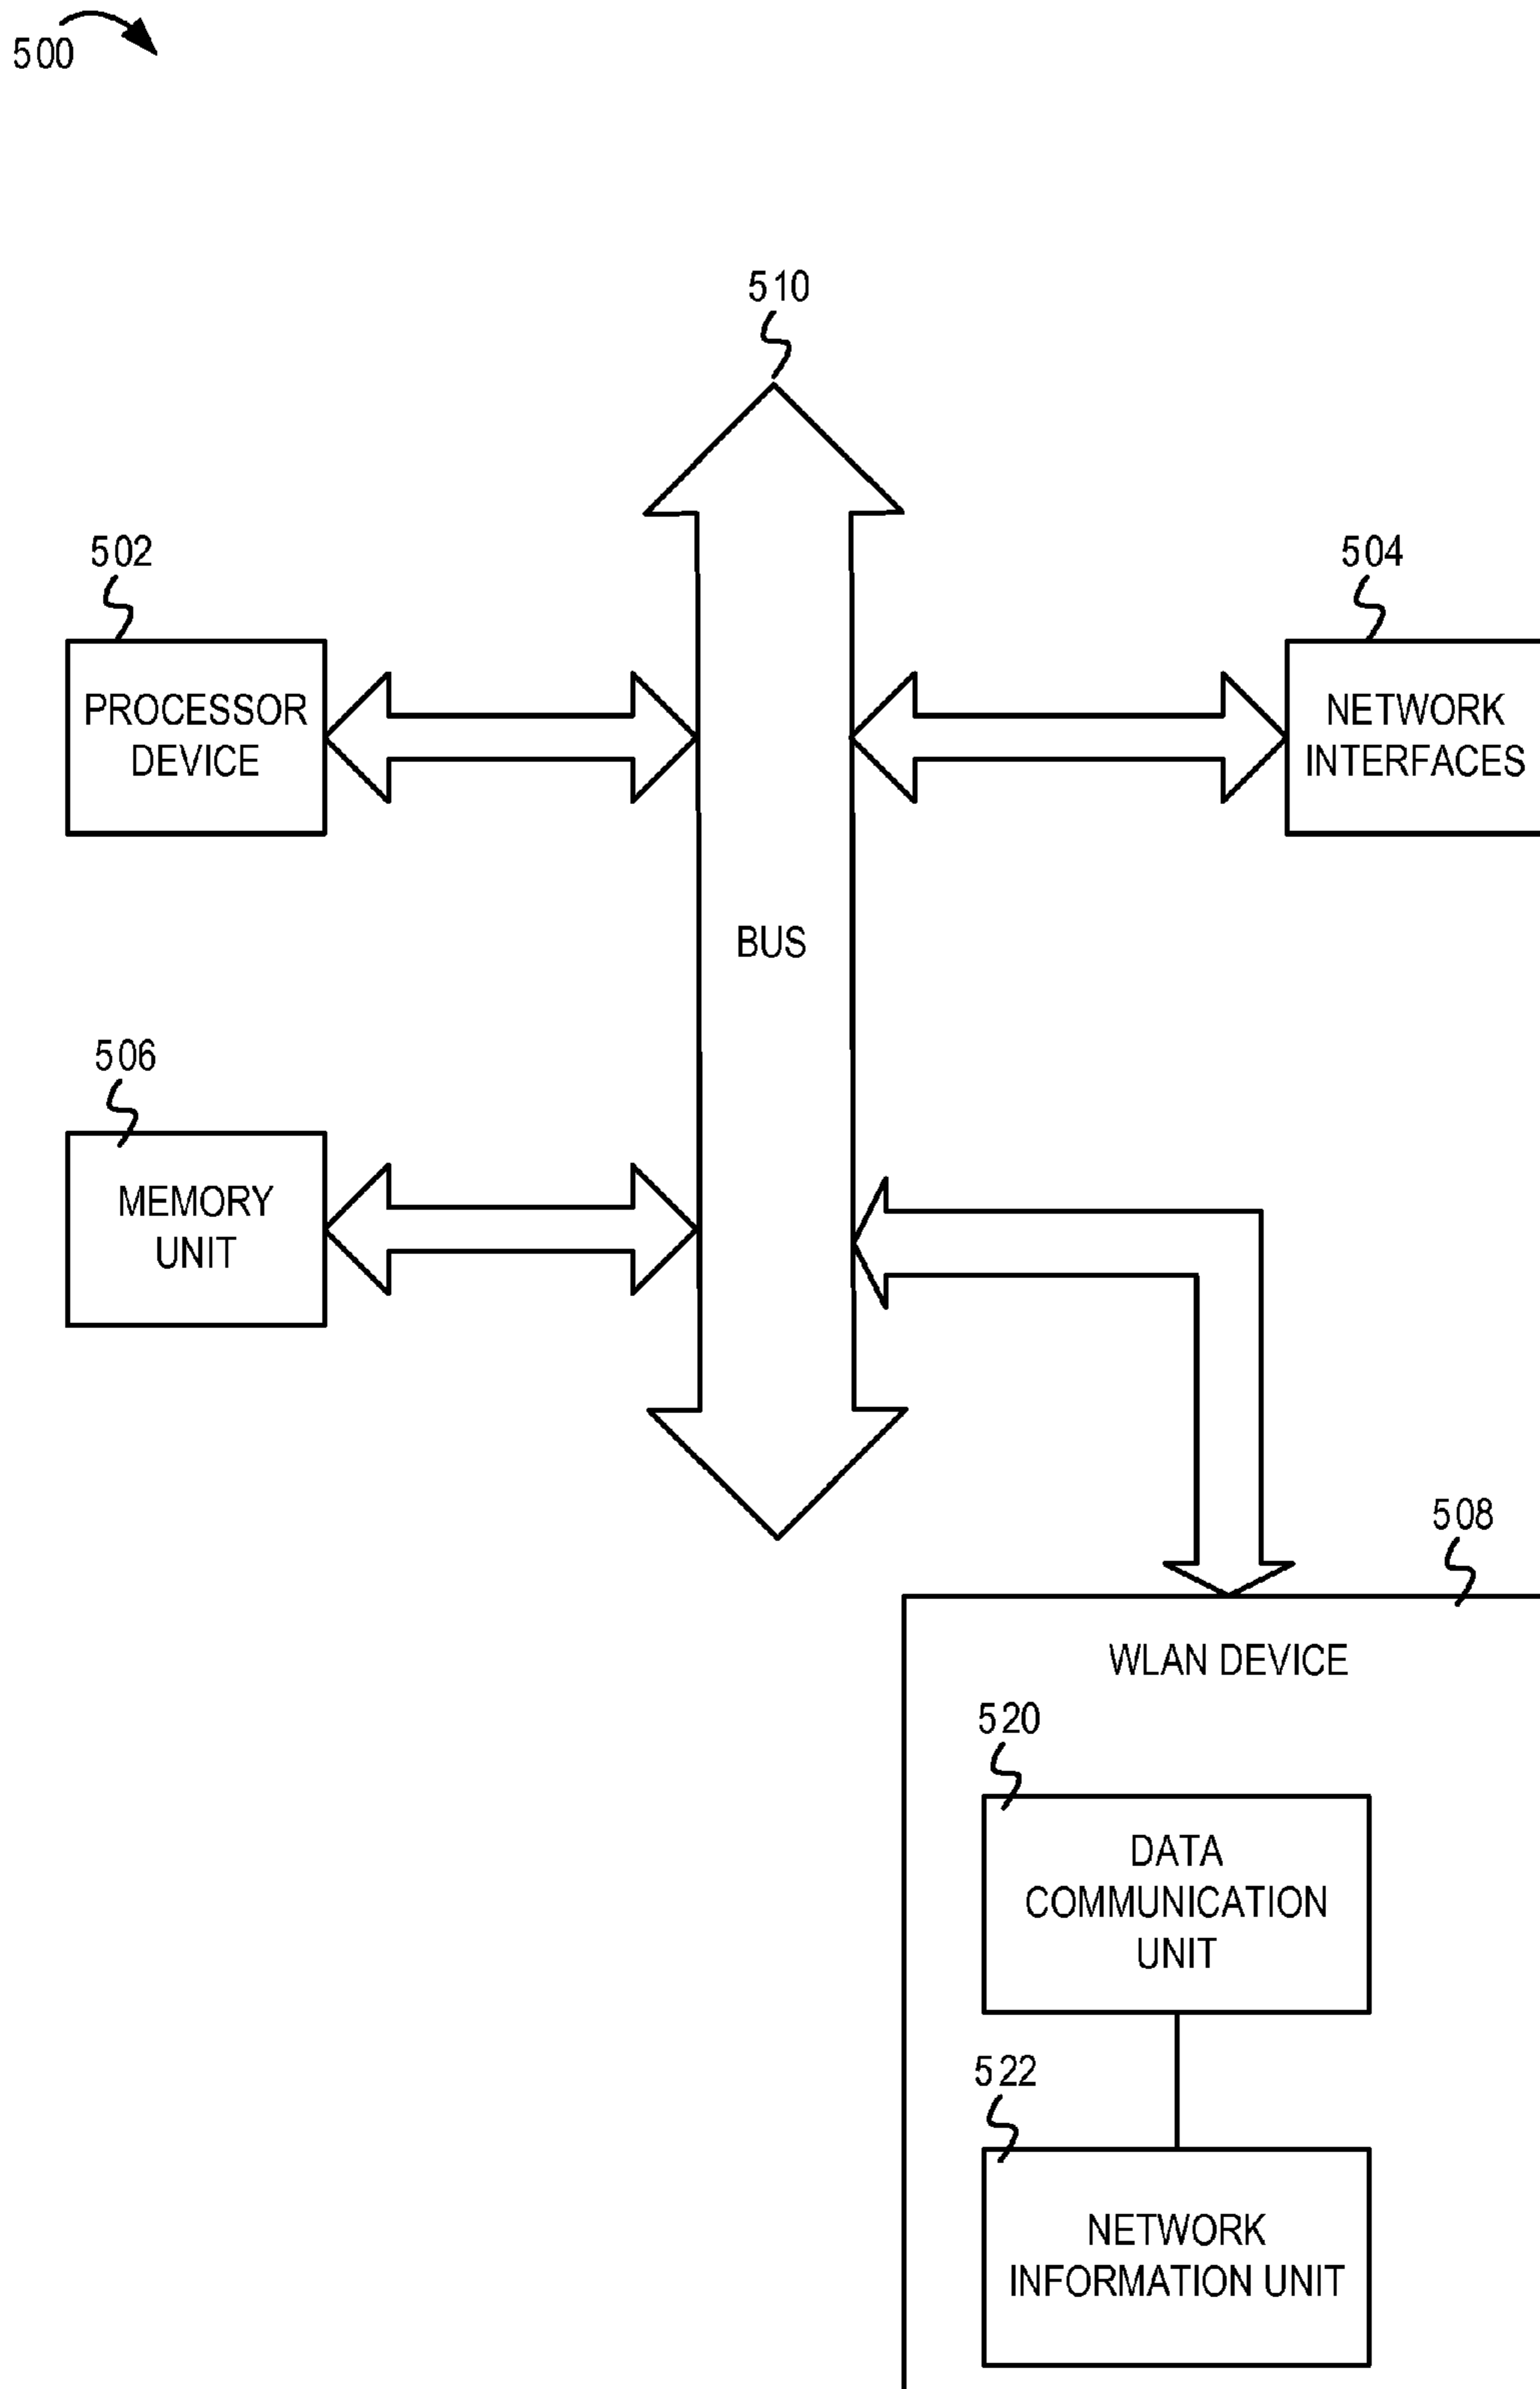 500
510
502
504
PROCESSOR
DEVICE
NETWORK
INTERFACES
BUS
506
MEMORY
UNIT
508
WLAN DEVICE
520
DATA
COMMUNICATION
UNIT
522
NETWORK
INFORMATION UNIT